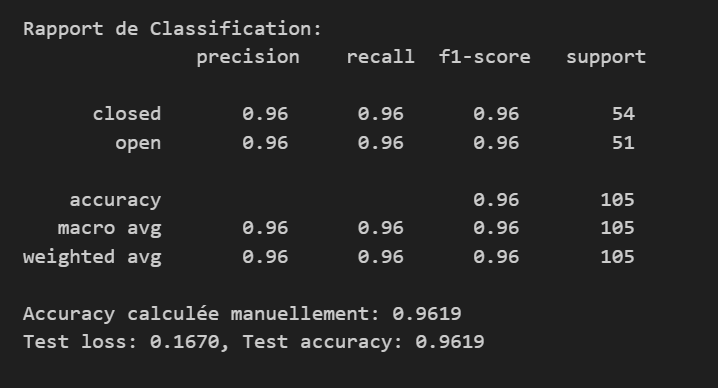 Rapport de Classification:
precision recall f1-score support
closed 0.96 0.96 0.96 54
open 0.96 0.96 0.96 51
accuracy 0.96 105
macro avg 0.96 0.96 0.96 105
weighted avg 0.96 0.96 0.96 105
Accuracy calculée manuellement: 0.9619
Test loss: 0.1670, Test accuracy: 0.9619